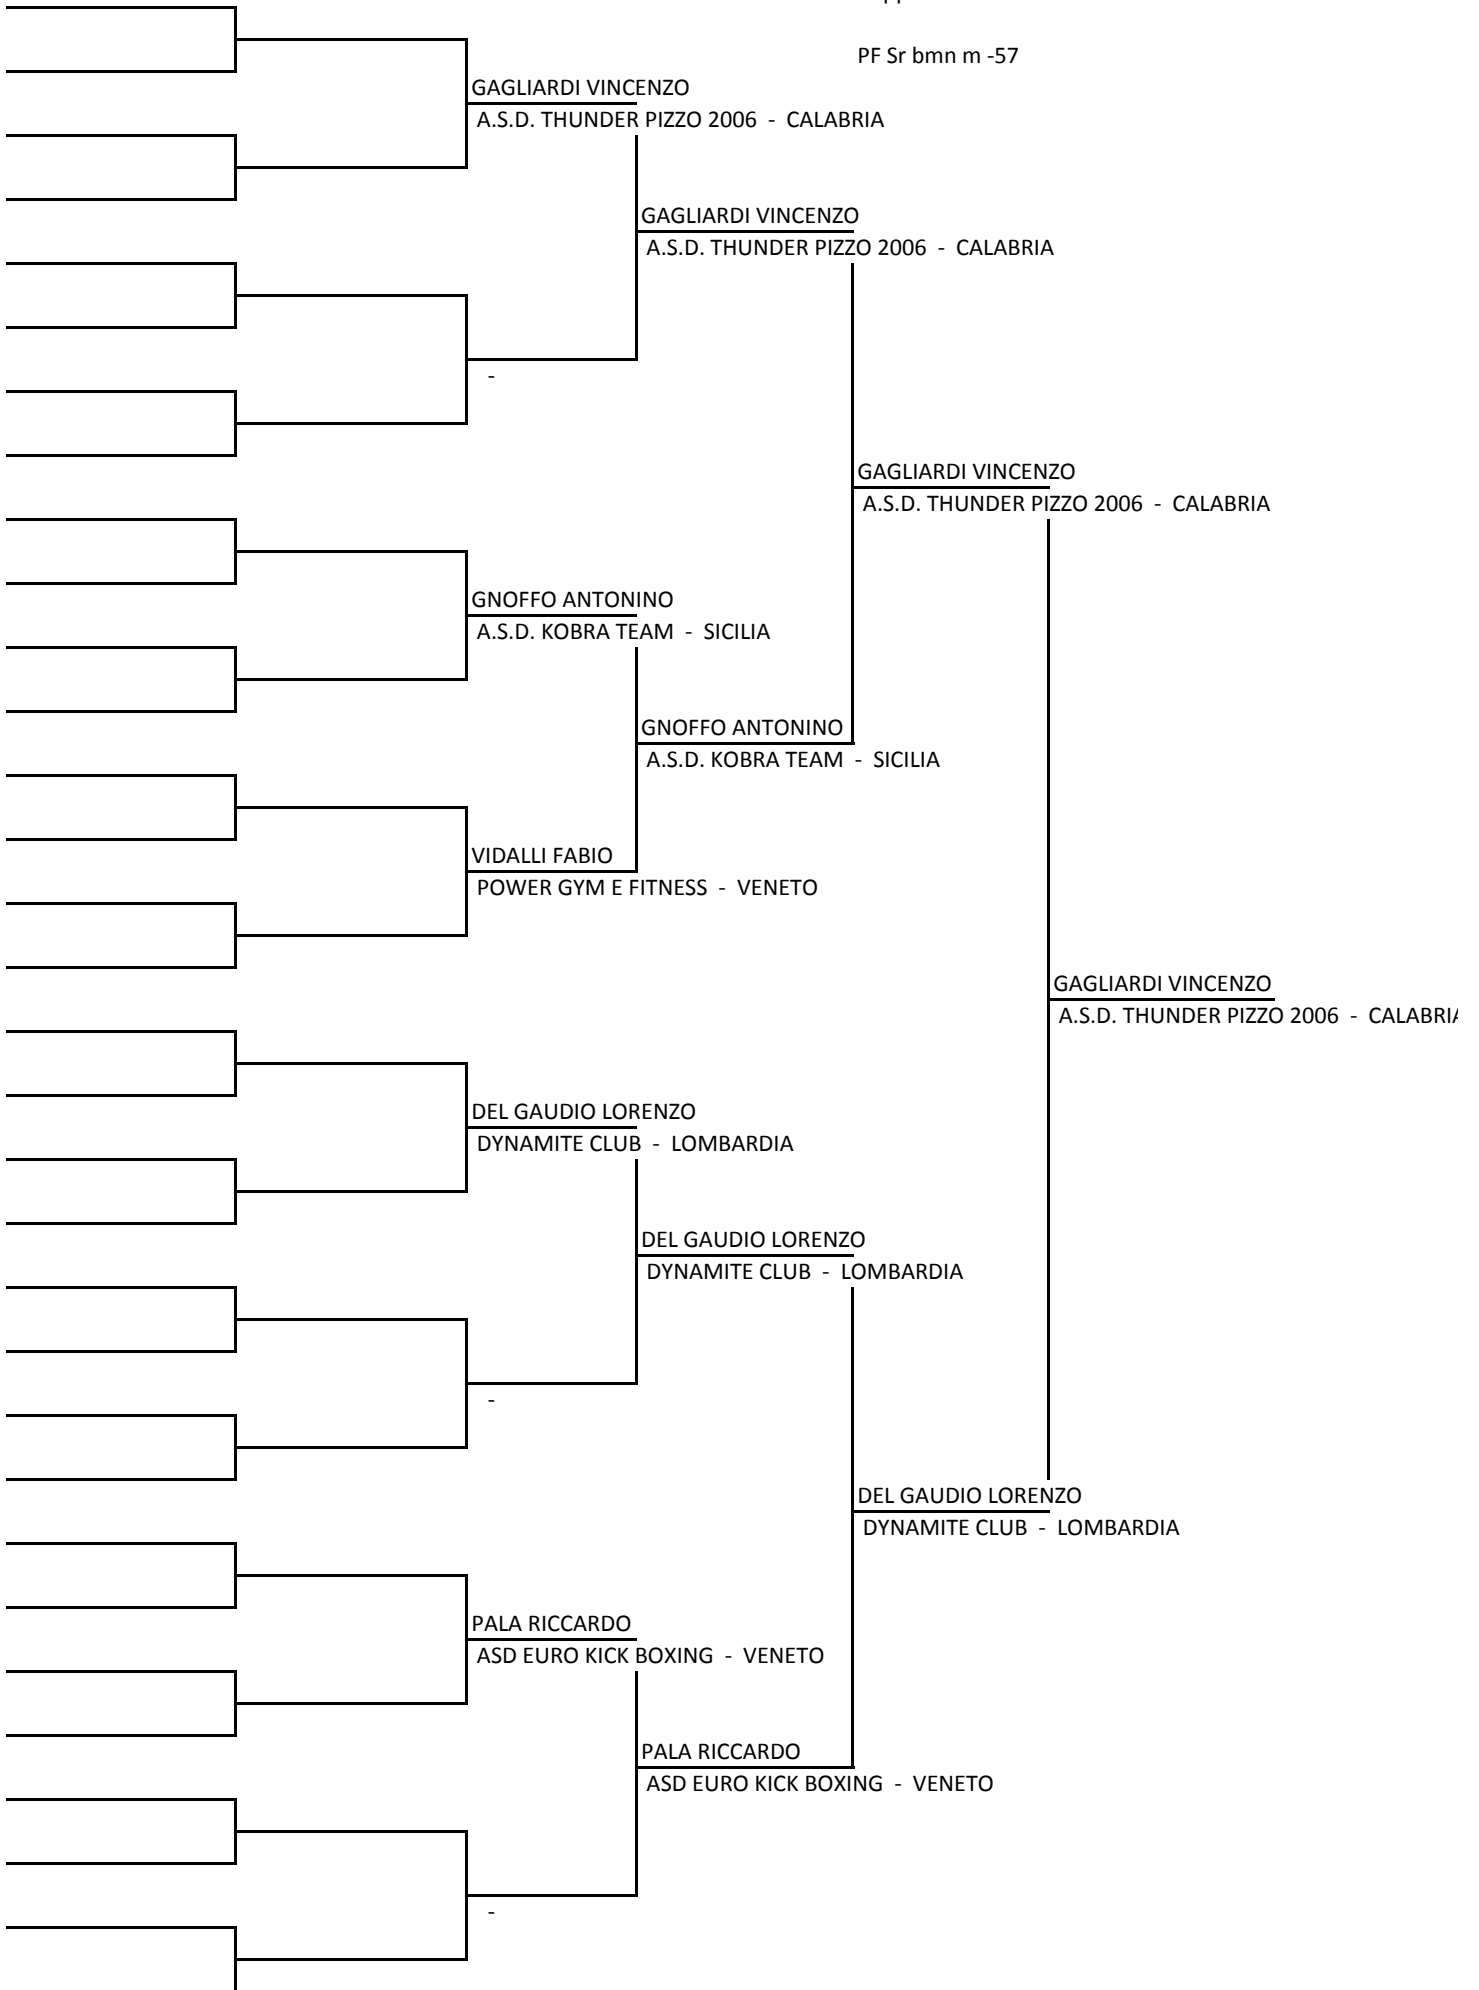 PF Sr bmn m -57
GAGLIARDI VINCENZO
A.S.D. THUNDER PIZZO 2006 - CALABRIA
GAGLIARDI VINCENZO
A.S.D. THUNDER PIZZO 2006 - CALABRIA
-
GAGLIARDI VINCENZO
A.S.D. THUNDER PIZZO 2006 - CALABRIA
GNOFFO ANTONINO
A.S.D. KOBRA TEAM - SICILIA
GNOFFO ANTONINO
A.S.D. KOBRA TEAM - SICILIA
VIDALLI FABIO
POWER GYM E FITNESS - VENETO
GAGLIARDI VINCENZO
A.S.D. THUNDER PIZZO 2006 - CALABRIA
DEL GAUDIO LORENZO
DYNAMITE CLUB - LOMBARDIA
DEL GAUDIO LORENZO
DYNAMITE CLUB - LOMBARDIA
-
DEL GAUDIO LORENZO
DYNAMITE CLUB - LOMBARDIA
PALA RICCARDO
ASD EURO KICK BOXING - VENETO
PALA RICCARDO
ASD EURO KICK BOXING - VENETO
-